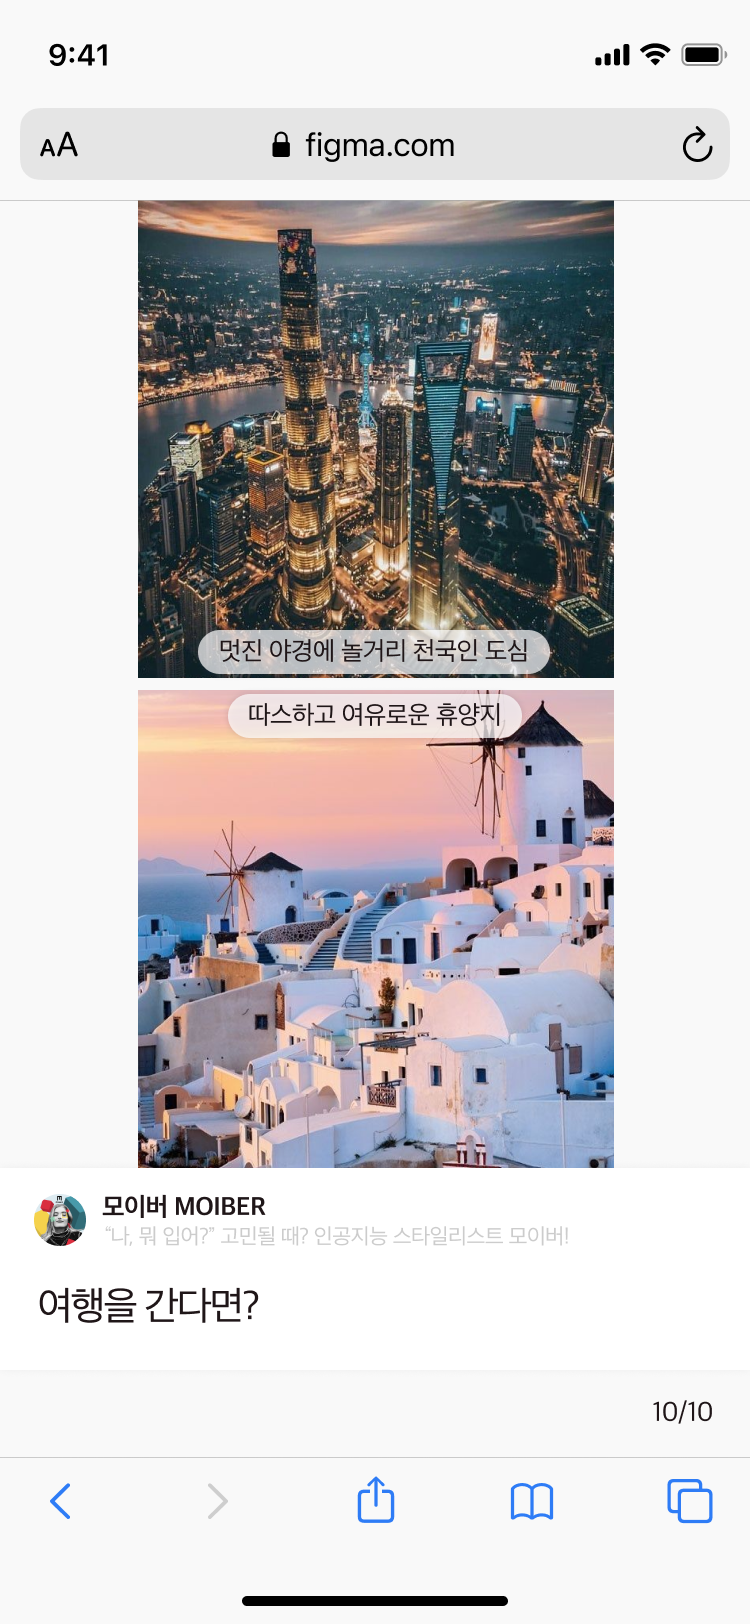 9:41
AA
figma.com
멋진 야경에 놀거리 천국인 도심
따스하고 여유로운 휴양지
모이버 MOIBER
“나, 뭐 입어?” 고민될 때? 인공지능 스타일리스트 모이버!
여행을 간다면?
10/10